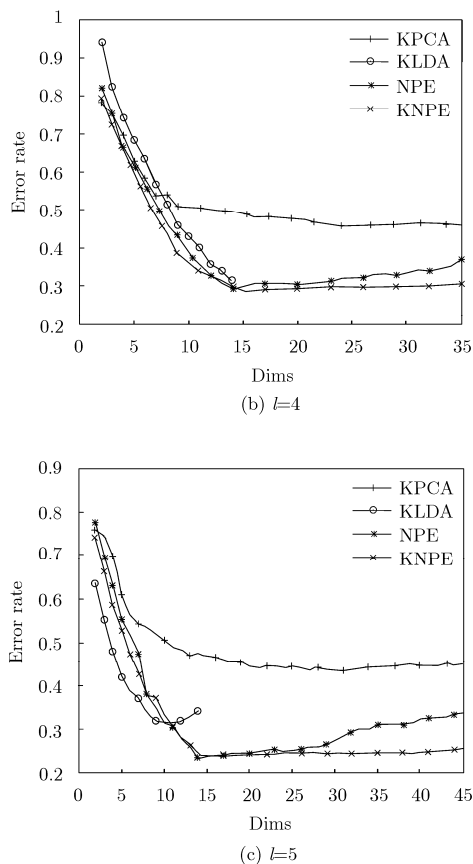 1
0.9
0.8
0.7
0.6
0.5
0.4
0.3
0.2
Error rate
KPCA
KLDA
NPE
KNPE
0 5 10 15 20 25 30 35
Dims
(b) l=4
0.9
0.8
0.7
0.6
0.5
0.4
0.3
0.2
Error rate
KPCA
KLDA
NPE
KNPE
0 5 10 15 20 25 30 35 40 45
Dims
(c) l=5